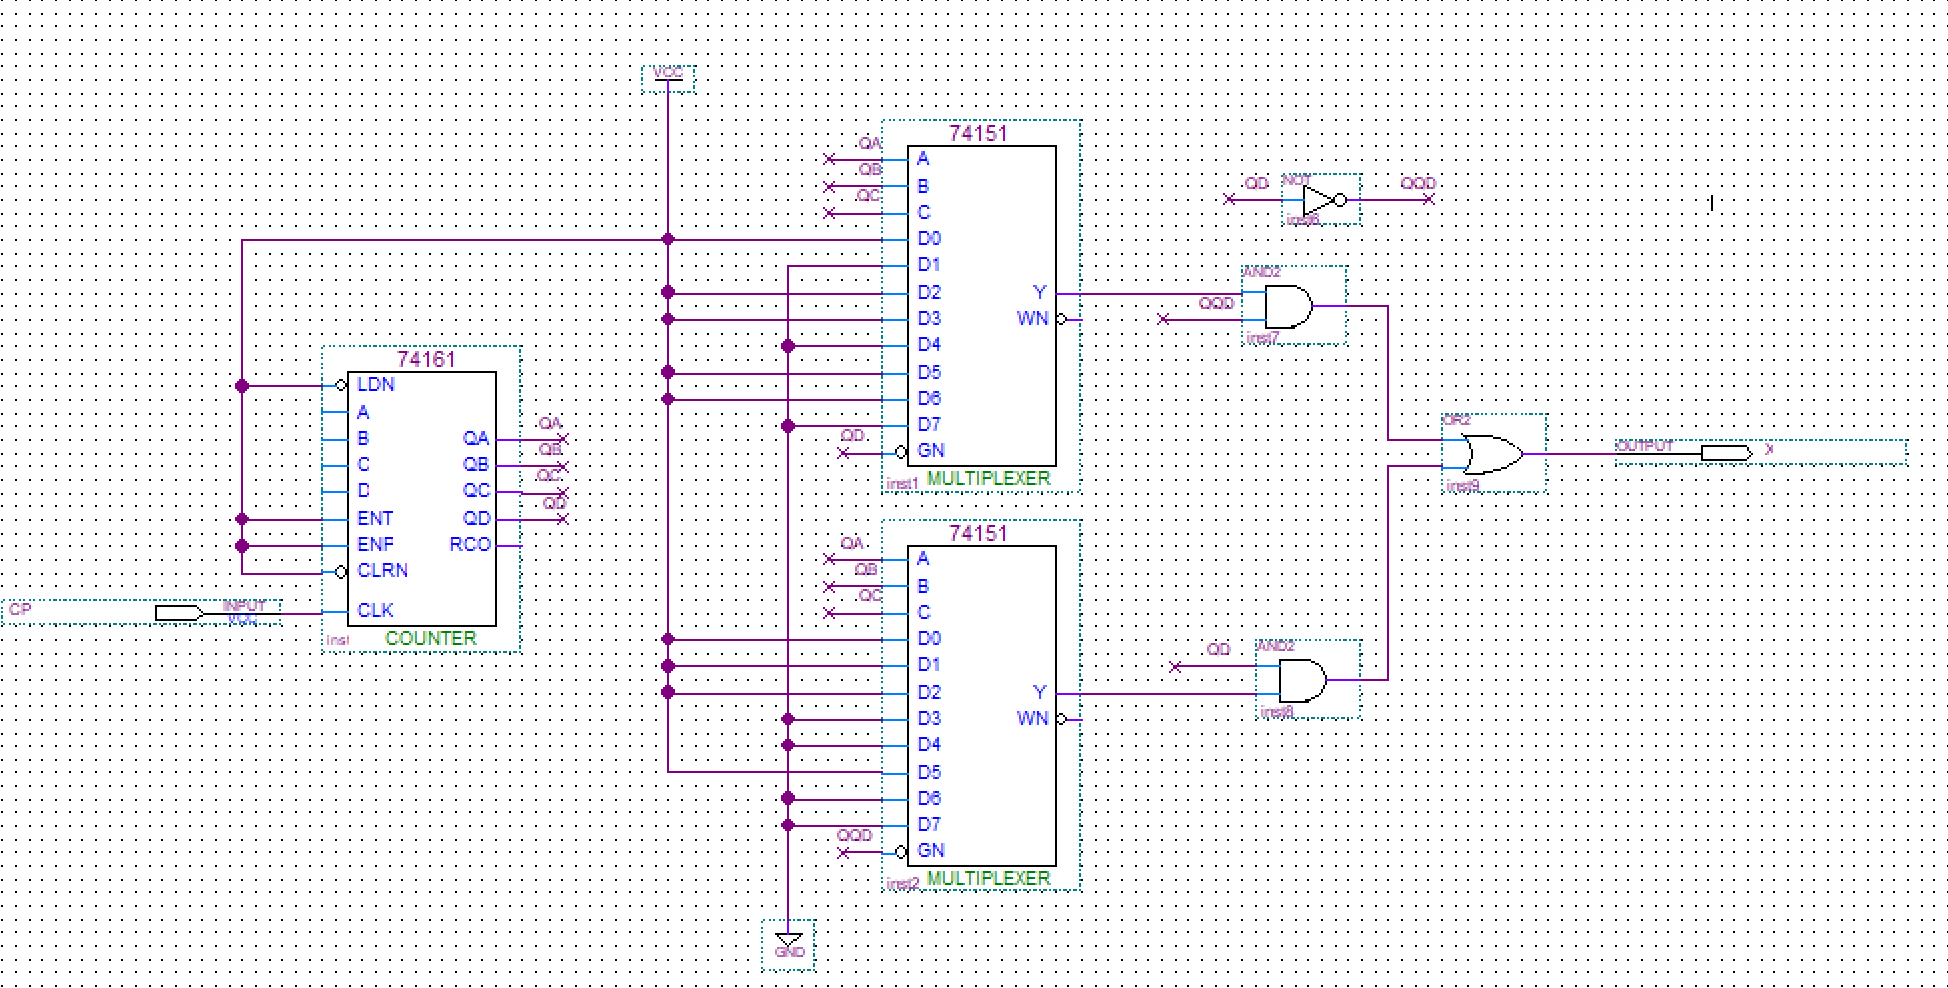 VCC
74151
QA
A
QB
B
QC
C
D0
D1
D2
D3
D4
D5
D6
D7
QD
GN
Y
WN
inst1 MULTIPLEXER
QD
NOT
QQD
inst6
AND2
QQD
inst7
74161
LDN
A
B
C
D
ENT
ENP
CLRN
CLK
QA
QB
QC
QD
RCO
QA
QB
QC
QD
inst COUNTER
CP
INPUT
VCC
OR2
inst9
OUTPUT
X
74151
QA
A
QB
B
QC
C
D0
D1
D2
D3
D4
D5
D6
D7
QQD
GN
Y
WN
inst2 MULTIPLEXER
QD
AND2
inst8
GND